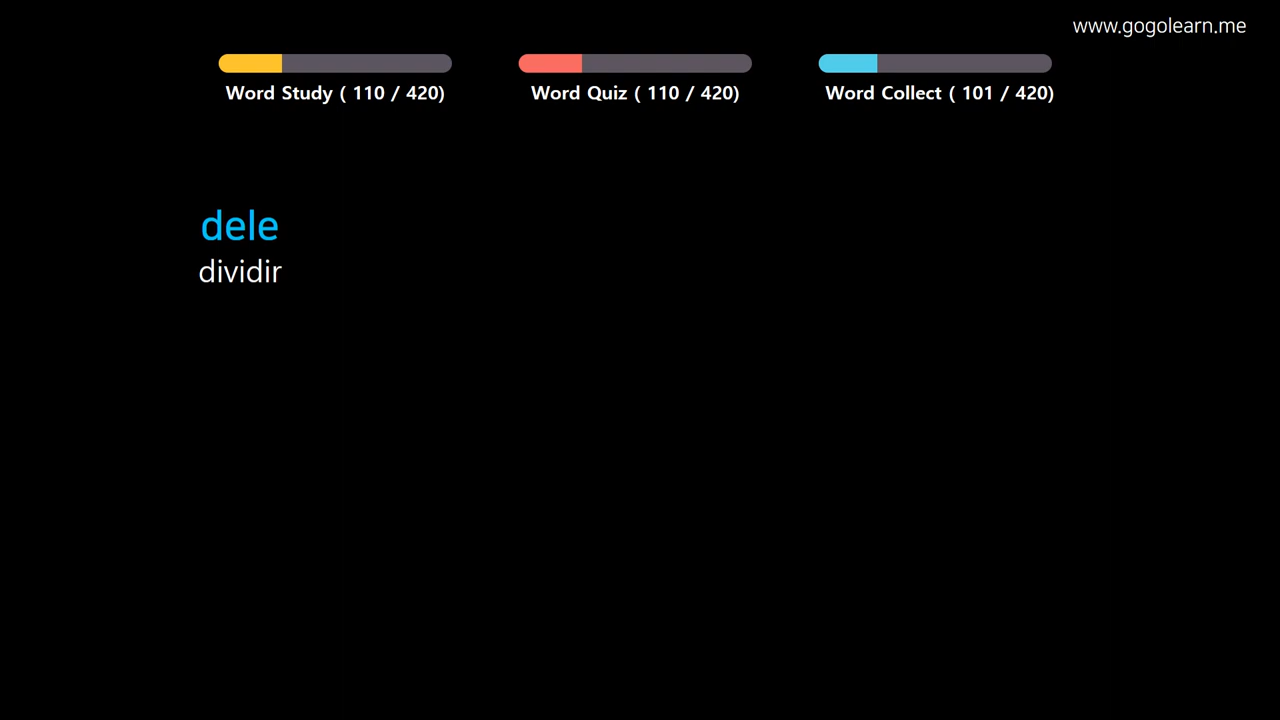 www.gogolearn.me
Word Study ( 110 / 420)
Word Quiz ( 110 / 420)
Word Collect ( 101 / 420)
dele
dividir